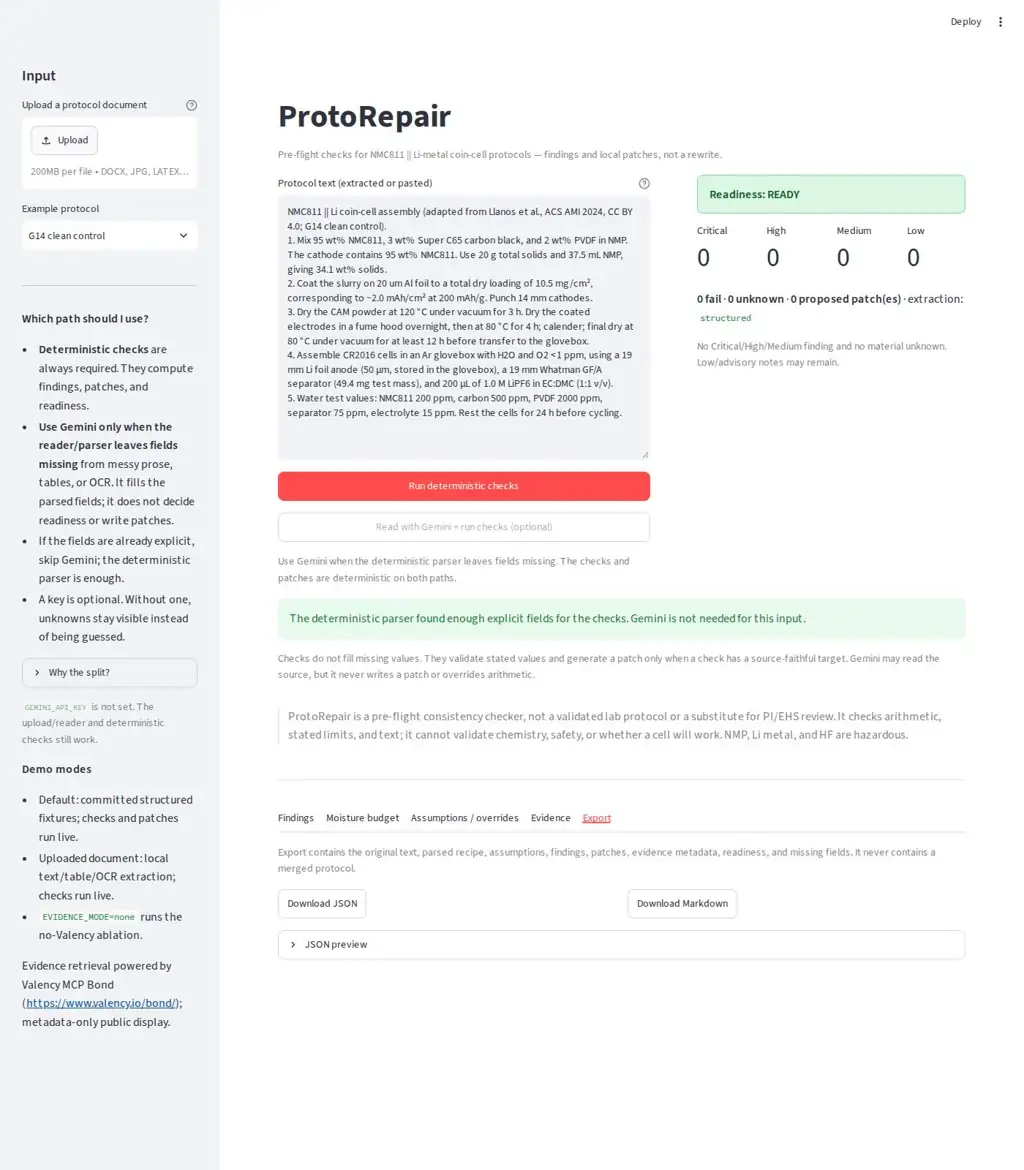 Deploy
Input
Upload a protocol document
Upload
200MB per file • DOCX, JPG, LATEX…
Example protocol
G14 clean control
Which path should I use?
• Deterministic checks are
always required. They compute
findings, patches, and
readiness.
• Use Gemini only when the
reader/parser leaves fields
missing from messy prose,
tables, or OCR. It fills the
parsed fields; it does not decide
readiness or write patches.
• If the fields are already explicit,
skip Gemini; the deterministic
parser is enough.
• A key is optional. Without one,
unknowns stay visible instead
of being guessed.
Why the split?
GEMINI_API_KEY is not set. The
upload/reader and deterministic
checks still work.
Demo modes
• Default: committed structured
fixtures; checks and patches
run live.
• Uploaded document: local
text/table/OCR extraction;
checks run live.
• EVIDENCE_MODE=none runs the
no-Valency ablation.
Evidence retrieval powered by
Valency MCP Bond
(https://www.valency.io/bond/);
metadata-only public display.
ProtoRepair
Pre-flight checks for NMC811 || Li-metal coin-cell protocols — findings and local patches, not a rewrite.
Protocol text (extracted or pasted)
NMC811 || Li coin-cell assembly (adapted from Llanos et al., ACS AMI 2024, CC BY
4.0; G14 clean control).
1. Mix 95 wt% NMC811, 3 wt% Super C65 carbon black, and 2 wt% PVDF in NMP.
The cathode contains 95 wt% NMC811. Use 20 g total solids and 37.5 mL NMP,
giving 34.1 wt% solids.
2. Coat the slurry on 20 um Al foil to a total dry loading of 10.5 mg/cm²,
corresponding to ~2.0 mAh/cm² at 200 mAh/g. Punch 14 mm cathodes.
3. Dry the CAM powder at 120 °C under vacuum for 3 h. Dry the coated
electrodes in a fume hood overnight, then at 80 °C for 4 h; calender; final dry at
80 °C under vacuum for at least 12 h before transfer to the glovebox.
4. Assemble CR2016 cells in an Ar glovebox with H2O and O2 <1 ppm, using a 19
mm Li foil anode (50 µm, stored in the glovebox), a 19 mm Whatman GF/A
separator (49.4 mg test mass), and 200 µL of 1.0 M LiPF6 in EC:DMC (1:1 v/v).
5. Water test values: NMC811 200 ppm, carbon 500 ppm, PVDF 2000 ppm,
separator 75 ppm, electrolyte 15 ppm. Rest the cells for 24 h before cycling.
Run deterministic checks
Read with Gemini + run checks (optional)
Use Gemini when the deterministic parser leaves fields missing. The checks and
patches are deterministic on both paths.
Readiness: READY
Critical High Medium Low
0 0 0 0
0 fail · 0 unknown · 0 proposed patch(es) · extraction:
structured
No Critical/High/Medium finding and no material unknown.
Low/advisory notes may remain.
The deterministic parser found enough explicit fields for the checks. Gemini is not needed for this input.
Checks do not fill missing values. They validate stated values and generate a patch only when a check has a source-faithful target. Gemini may read the
source, but it never writes a patch or overrides arithmetic.
ProtoRepair is a pre-flight consistency checker, not a validated lab protocol or a substitute for PI/EHS review. It checks arithmetic,
stated limits, and text; it cannot validate chemistry, safety, or whether a cell will work. NMP, Li metal, and HF are hazardous.
Findings Moisture budget Assumptions / overrides Evidence Export
Export contains the original text, parsed recipe, assumptions, findings, patches, evidence metadata, readiness, and missing fields. It never contains a
merged protocol.
Download JSON Download Markdown
JSON preview